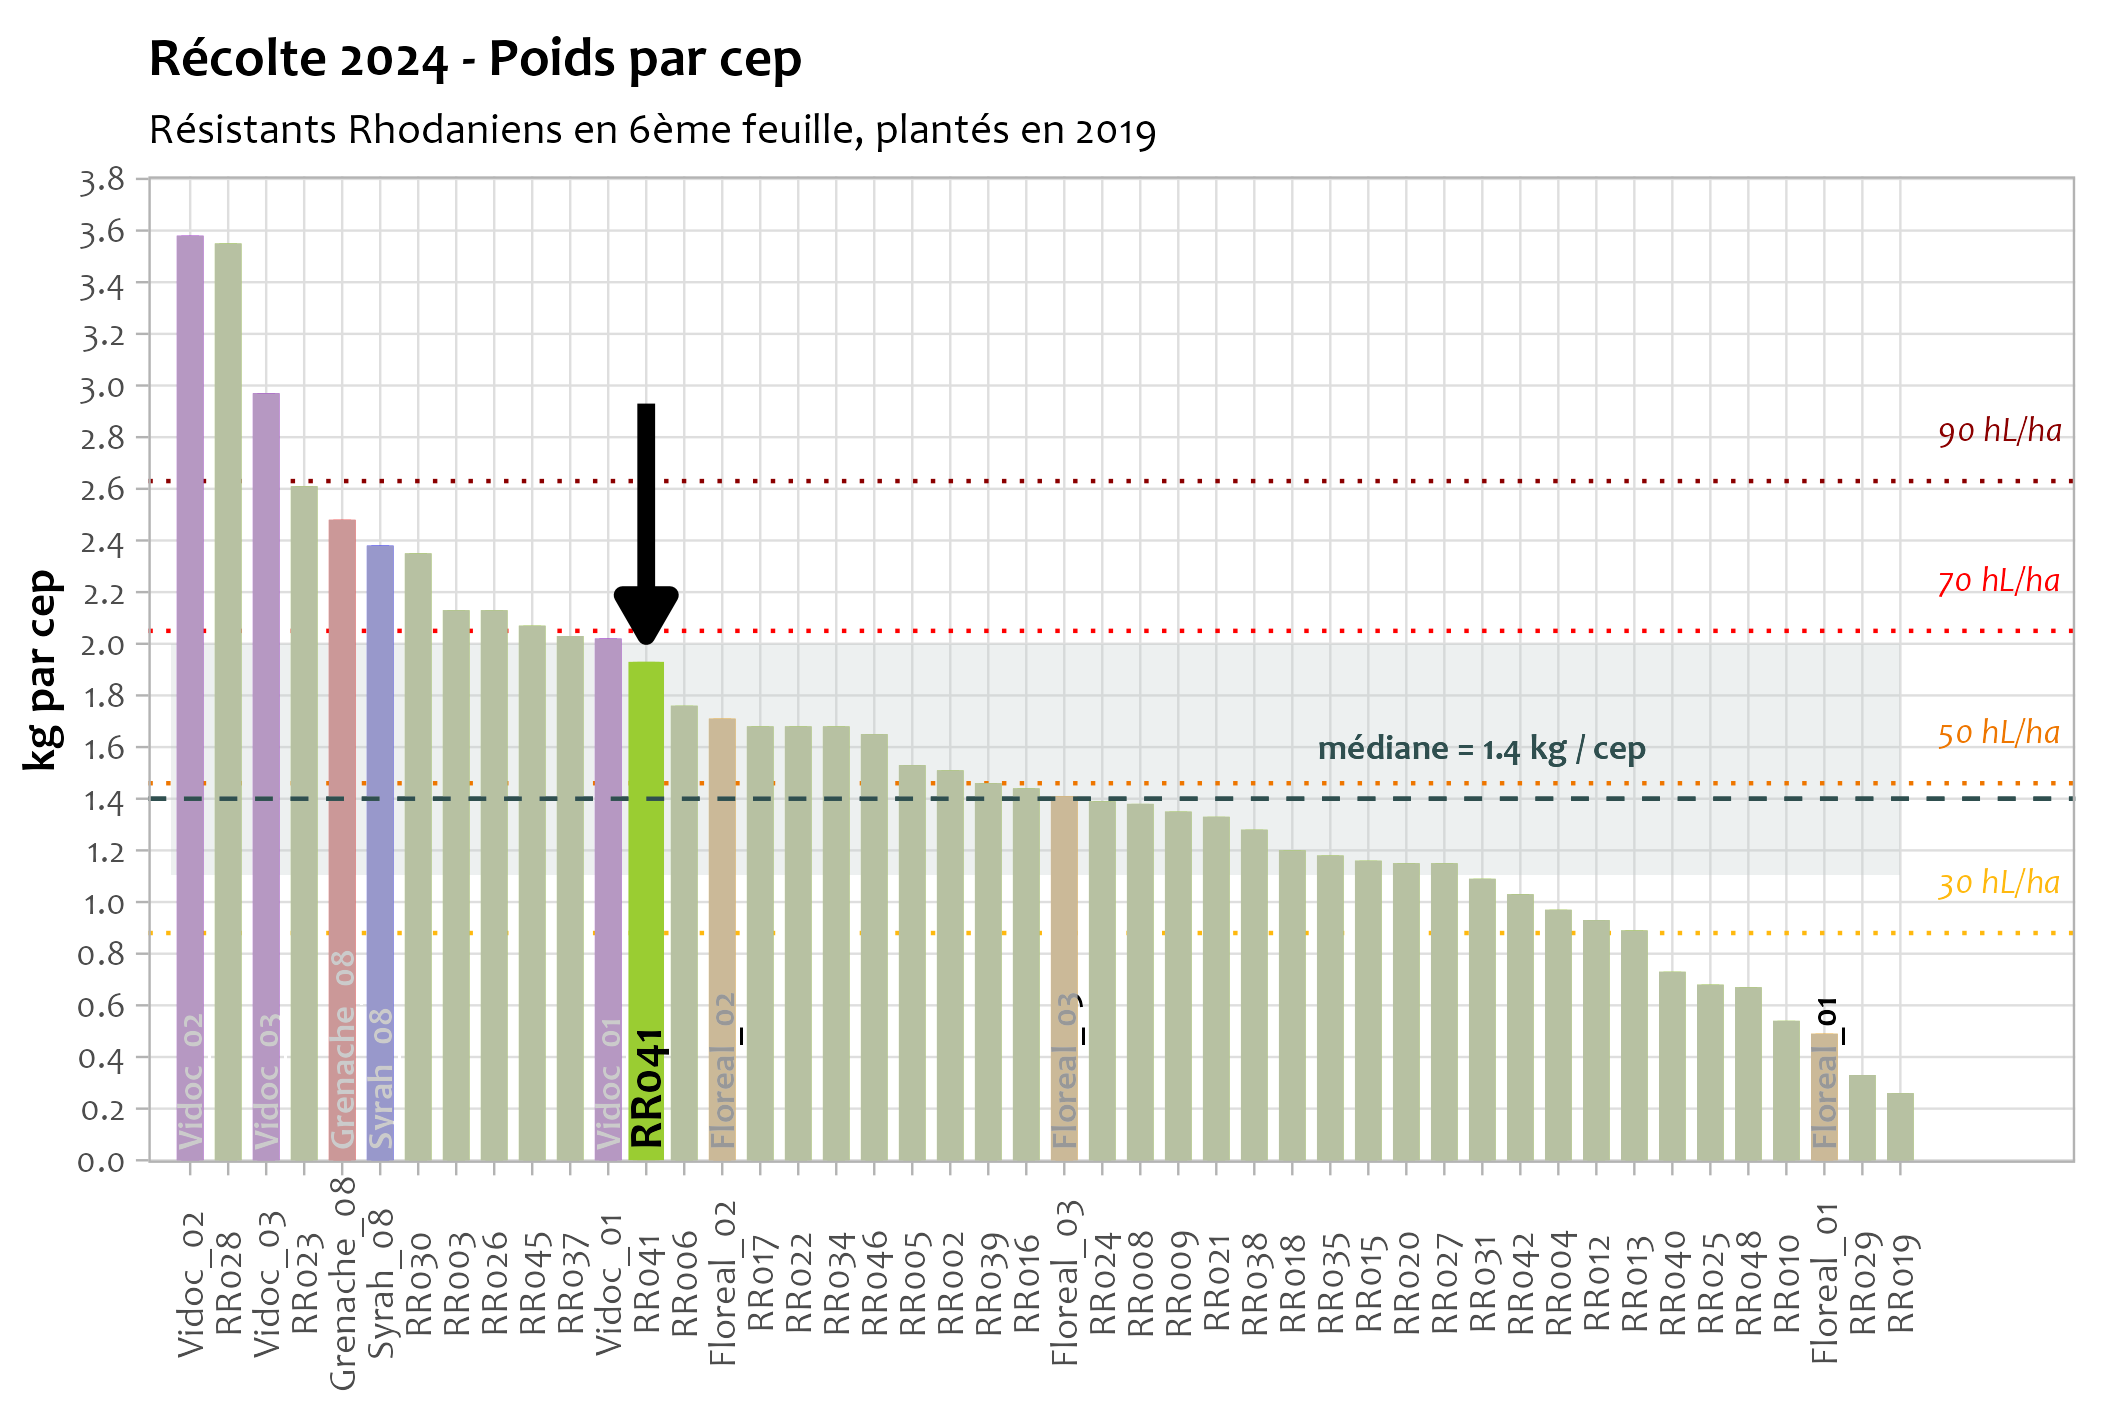 Récolte 2024 - Poids par cep
Résistants Rhodaniens en 6ème feuille, plantés en 2019
kg par cep
3.8
3.6
3.4
3.2
3.0
2.8
2.6
2.4
2.2
2.0
1.8
1.6
1.4
1.2
1.0
0.8
0.6
0.4
0.2
0.0
90 hL/ha
70 hL/ha
50 hL/ha
30 hL/ha
médiane = 1.4 kg / cep
Vidoc_02
Vidoc_03
Grenache_08
Syrah_08
Vidoc_01
RR041
Floreal_02
Floreal_03
Floreal_01
Vidoc_02
RR028
Vidoc_03
RR023
Grenache_08
Syrah_08
RR030
RR003
RR026
RR045
RR037
Vidoc_01
RR041
RR006
Floreal_02
RR017
RR022
RR034
RR046
RR005
RR002
RR039
RR016
Floreal_03
RR024
RR008
RR009
RR021
RR038
RR018
RR035
RR015
RR020
RR027
RR031
RR042
RR004
RR012
RR013
RR040
RR025
RR048
RR010
Floreal_01
RR029
RR019